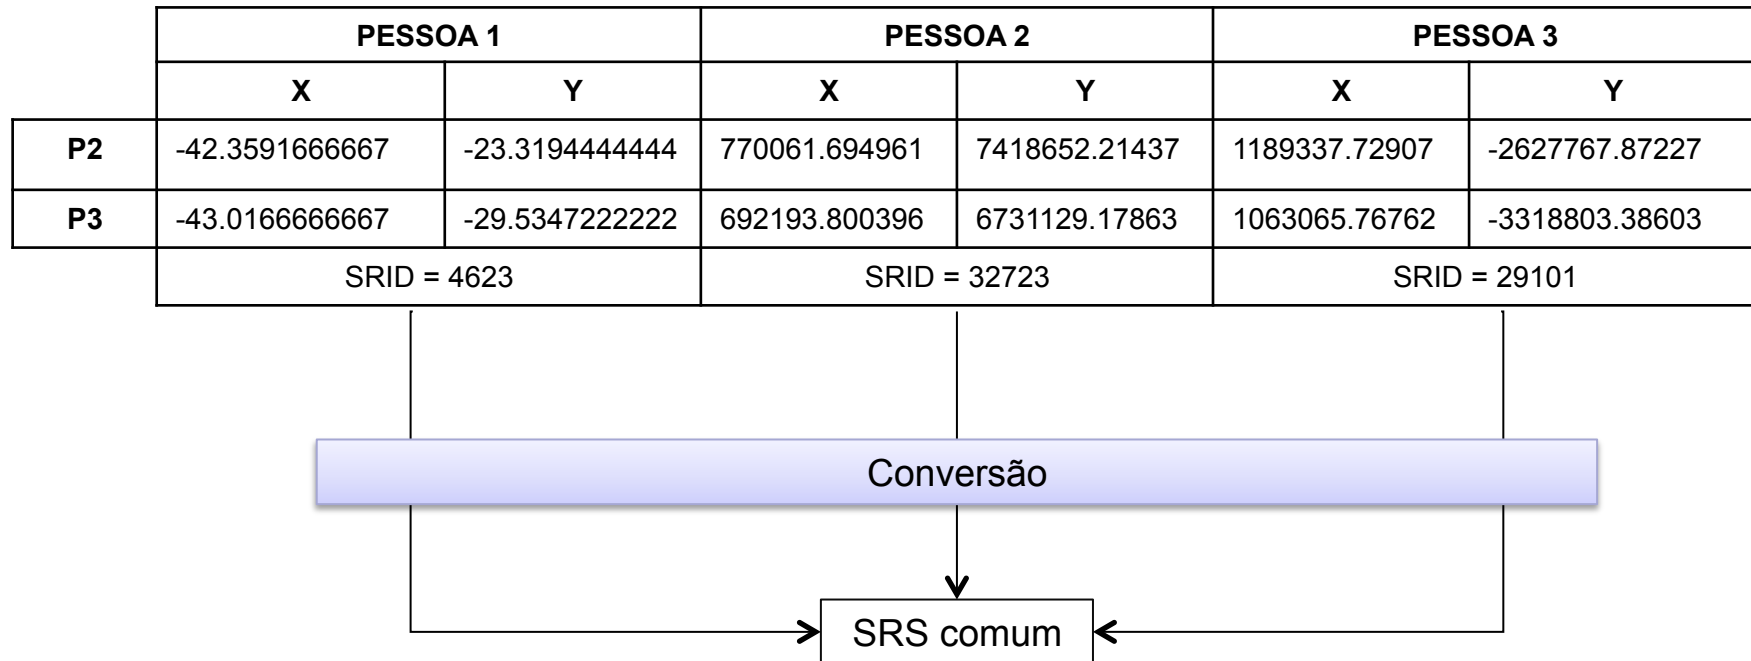 PESSOA 1 PESSOA 2 PESSOA 3
X Y X Y X Y
P2 -42.3591666667 -23.3194444444 770061.694961 7418652.21437 1189337.72907 -2627767.87227
P3 -43.0166666667 -29.5347222222 692193.800396 6731129.17863 1063065.76762 -3318803.38603
SRID = 4623 SRID = 32723 SRID = 29101
Conversão
SRS comum